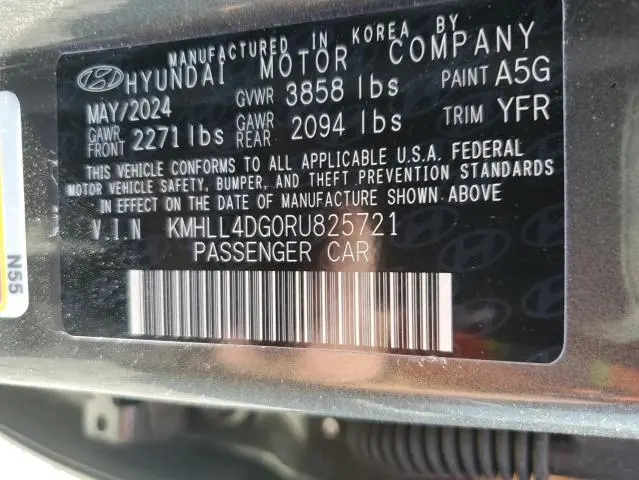 MANUFACTURED IN KOREA BY
HYUNDAI MOTOR COMPANY
MAY/2024 GVWR 3858 lbs PAINT A5G
GAWR FRONT 2271 lbs GAWR REAR 2094 lbs TRIM YFR
THIS VEHICLE CONFORMS TO ALL APPLICABLE U.S.A. FEDERAL
MOTOR VEHICLE SAFETY, BUMPER, AND THEFT PREVENTION STANDARDS
IN EFFECT ON THE DATE OF MANUFACTURE SHOWN ABOVE
V.I.N KMHLL4DG0RU825721
PASSENGER CAR
N55